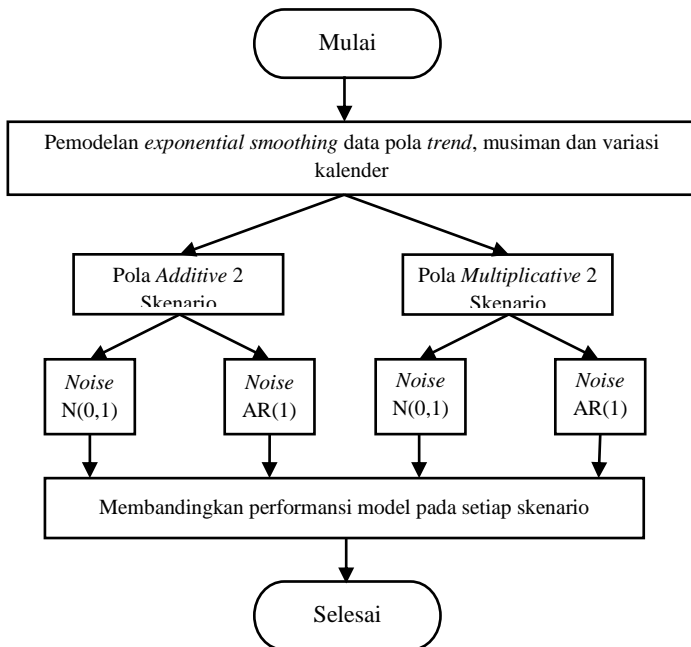 Mulai
Pemodelan exponential smoothing data pola trend, musiman dan variasi
kalender
Pola Additive 2
Skenario
Pola Multiplicative 2
Skenario
Noise
N(0,1)
Noise
AR(1)
Noise
N(0,1)
Noise
AR(1)
Membandingkan performansi model pada setiap skenario
Selesai